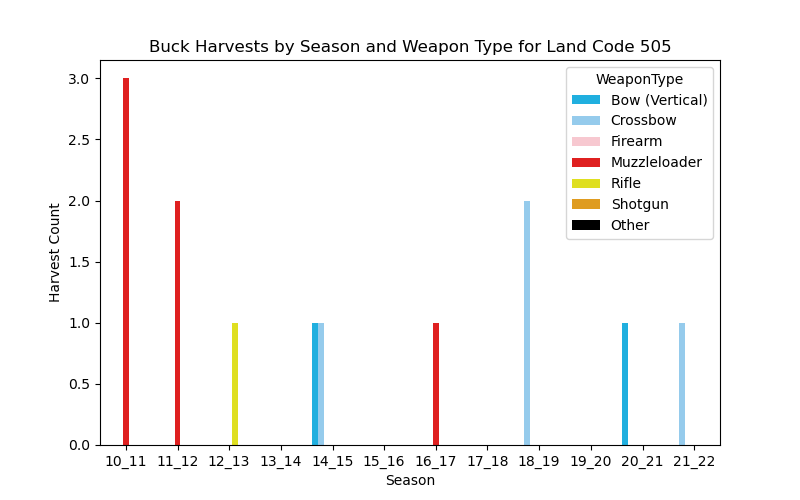 Buck Harvests by Season and Weapon Type for Land Code 505
WeaponType
Bow (Vertical)
Crossbow
Firearm
Muzzleloader
Rifle
Shotgun
Other
Harvest Count
3.0
2.5
2.0
1.5
1.0
0.5
0.0
10_11 11_12 12_13 13_14 14_15 15_16 16_17 17_18 18_19 19_20 20_21 21_22
Season